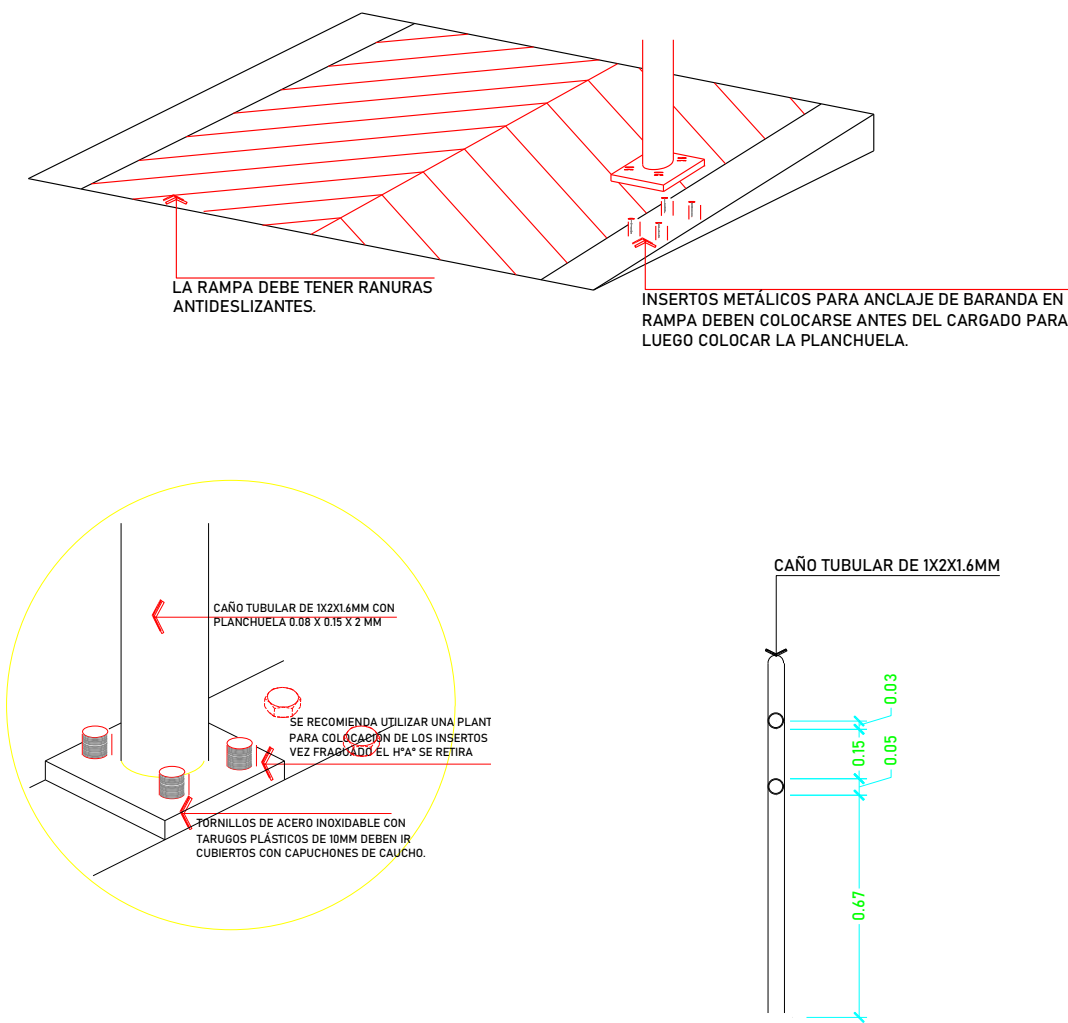 LA RAMPA DEBE TENER RANURAS
ANTIDESLIZANTES.
INSERTOS METÁLICOS PARA ANCLAJE DE BARANDA EN
RAMPA DEBEN COLOCARSE ANTES DEL CARGADO PARA
LUEGO COLOCAR LA PLANCHUELA.
CAÑO TUBULAR DE 1X2X1.6MM CON
PLANCHUELA 0.08 X 0.15 X 2 MM
SE RECOMIENDA UTILIZAR UNA PLANT
PARA COLOCACIÓN DE LOS INSERTOS
VEZ FRAGUADO EL HºAº SE RETIRA
TORNILLOS DE ACERO INOXIDABLE CON
TARUGOS PLÁSTICOS DE 10MM DEBEN IR
CUBIERTOS CON CAPUCHONES DE CAUCHO.
CAÑO TUBULAR DE 1X2X1.6MM
0.03
0.15
0.05
0.67